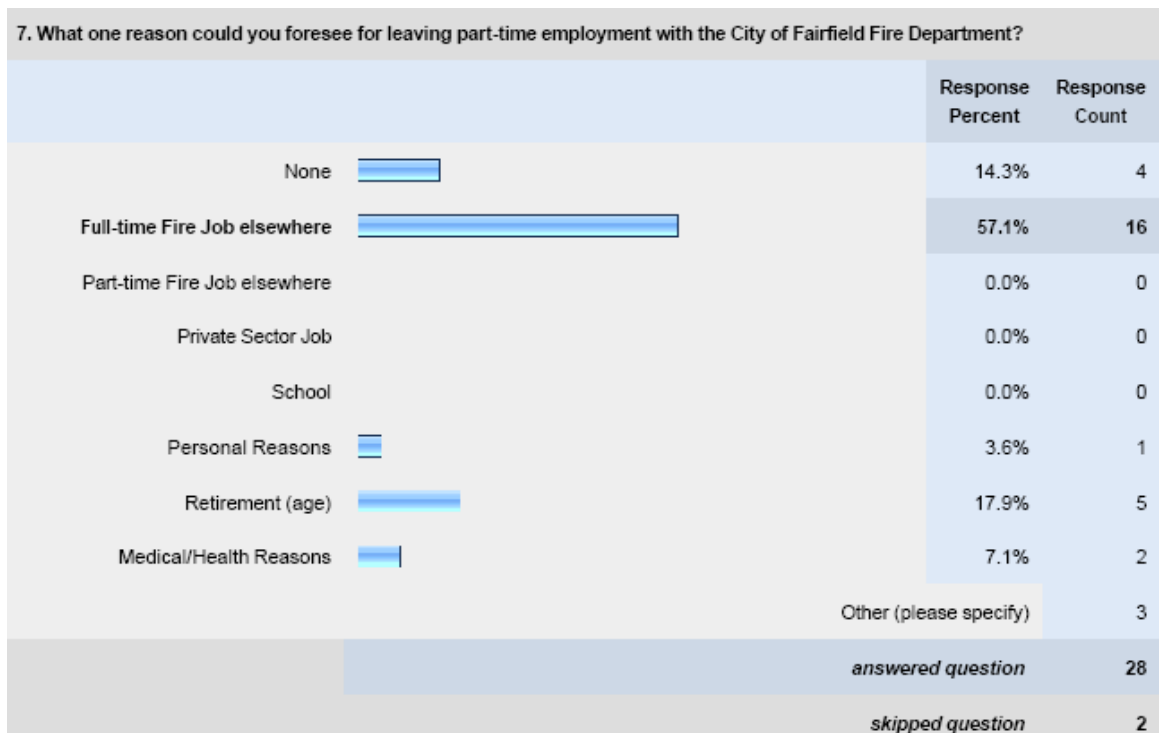 7. What one reason could you foresee for leaving part-time employment with the City of Fairfield Fire Department?
Response Percent Response Count
None 14.3% 4
Full-time Fire Job elsewhere 57.1% 16
Part-time Fire Job elsewhere 0.0% 0
Private Sector Job 0.0% 0
School 0.0% 0
Personal Reasons 3.6% 1
Retirement (age) 17.9% 5
Medical/Health Reasons 7.1% 2
Other (please specify) 3
answered question 28
skipped question 2